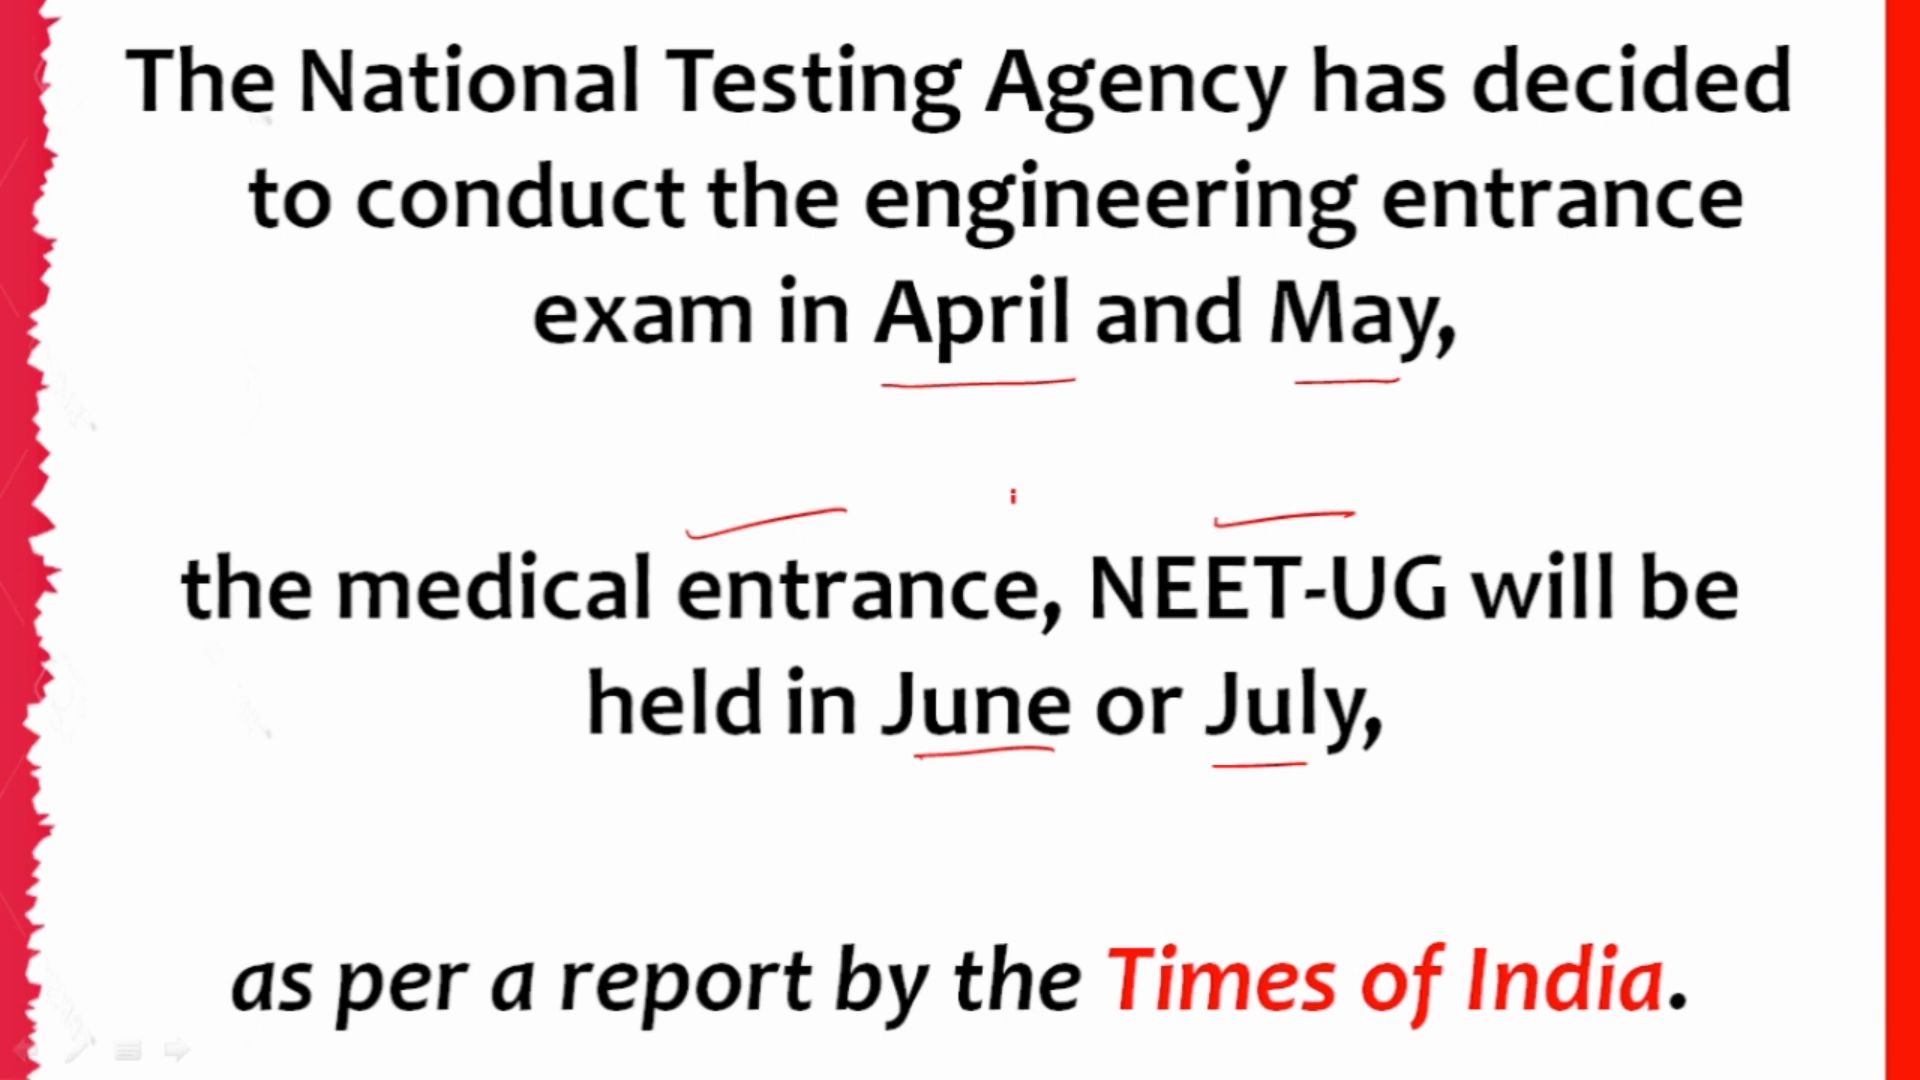 The National Testing Agency has decided
to conduct the engineering entrance
exam in April and May,
the medical entrance, NEET-UG will be
held in June or July,
as per a report by the Times of India.